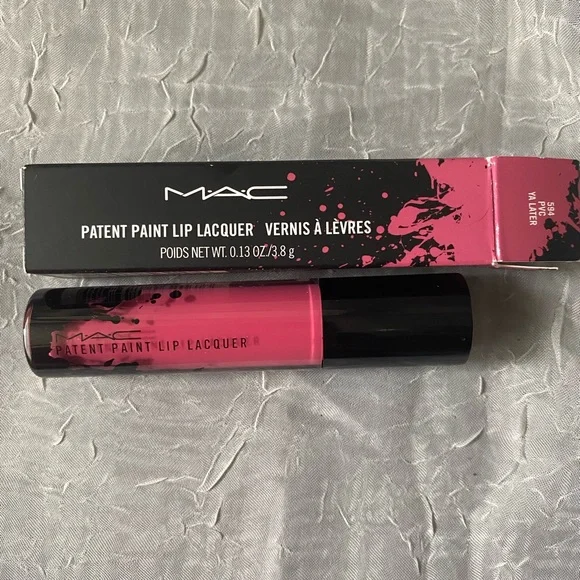 M·A·C
PATENT PAINT LIP LACQUER VERNIS À LÈVRES
POIDS NET WT. 0.13 OZ./3.8 g
594
PVC
YA LATER
M·A·C
PATENT PAINT LIP LACQUER